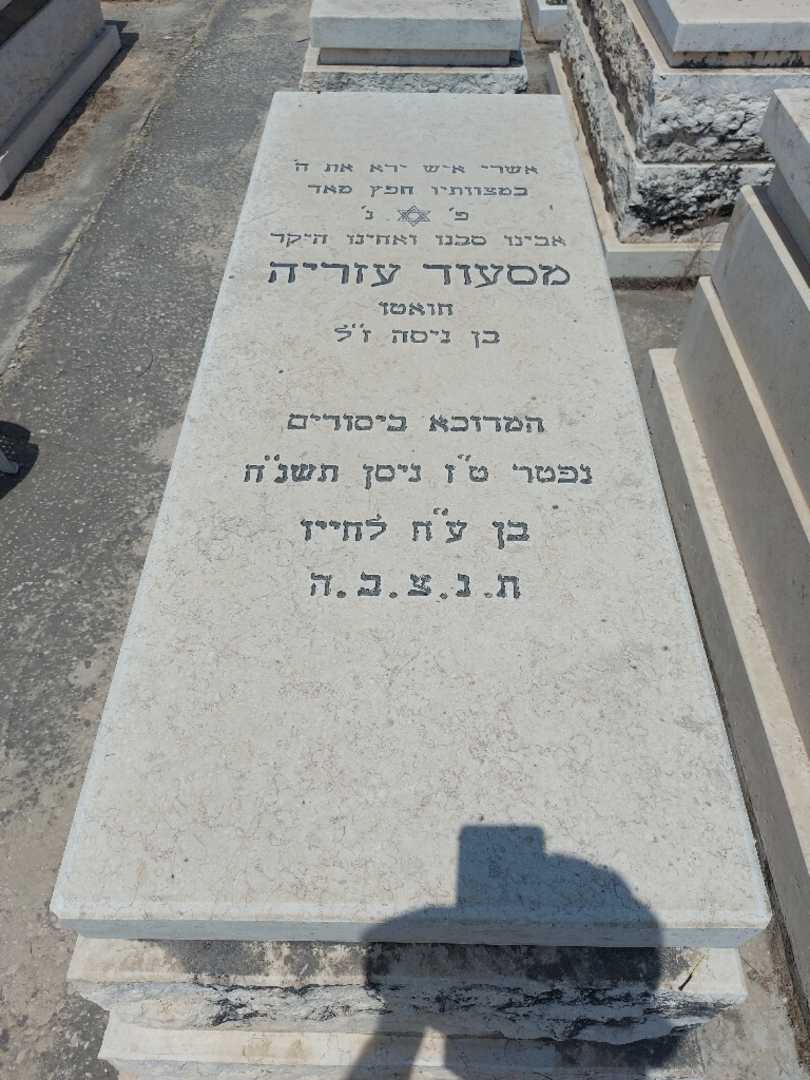 אשרי איש ירא את ה'
במצוותיו חפץ מאד
פ' נ'
אבינו סבנו ואחינו היקר
מסעוד עזריה
חואטו
בן ניסה ז"ל
המדוכא ביסורים
נפטר ט"ז ניסן תשנ"ח
בן ע"ח לחייו
ת.נ.צ.ב.ה